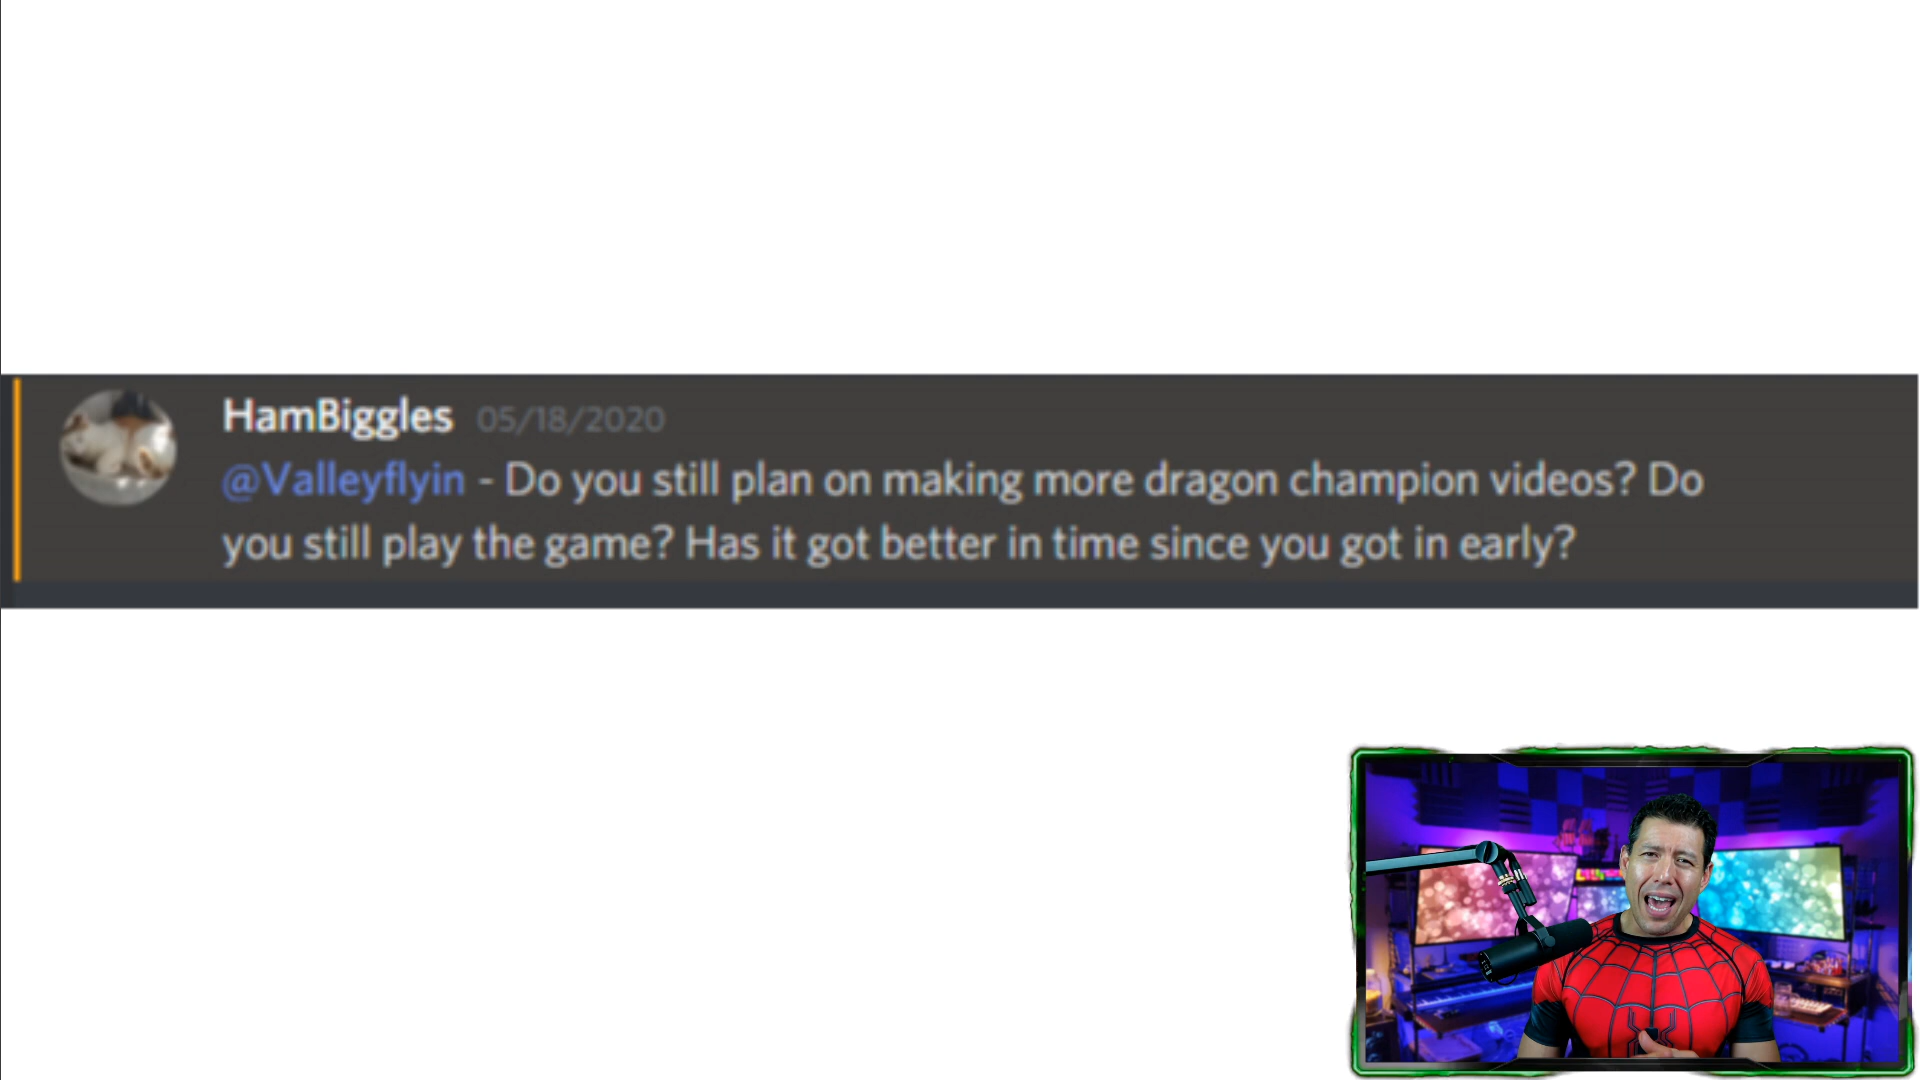 HamBiggles 05/18/2020
@Valleyflyin - Do you still plan on making more dragon champion videos? Do
you still play the game? Has it got better in time since you got in early?